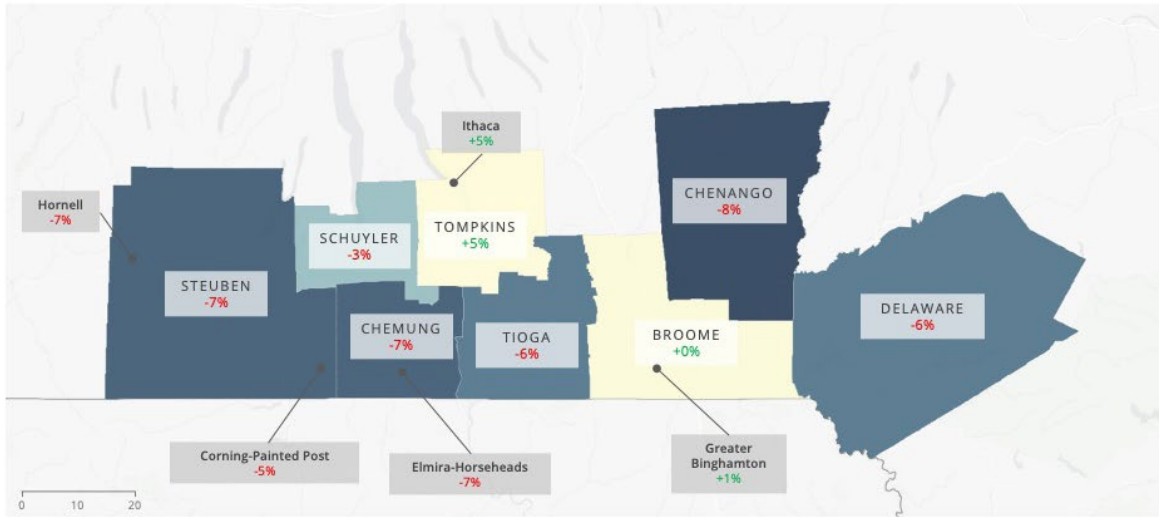 Ithaca
+5%
CHENANGO
-8%
Hornell
-7%
TOMPKINS
+5%
SCHUYLER
-3%
STEUBEN
-7%
DELAWARE
-6%
CHEMUNG
-7%
TIOGA
-6%
BROOME
+0%
Corning-Painted Post
-5%
Elmira-Horseheads
-7%
Greater
Binghamton
+1%
0 10 20